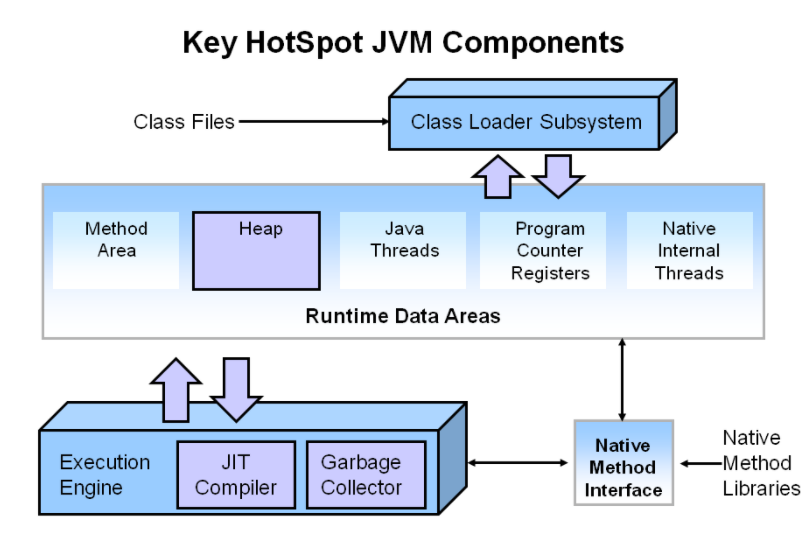 Key HotSpot JVM Components
Class Files
Class Loader Subsystem
Method
Area
Heap
Java
Threads
Program
Counter
Registers
Native
Internal
Threads
Runtime Data Areas
Execution
Engine
JIT
Compiler
Garbage
Collector
Native
Method
Interface
Native
Method
Libraries